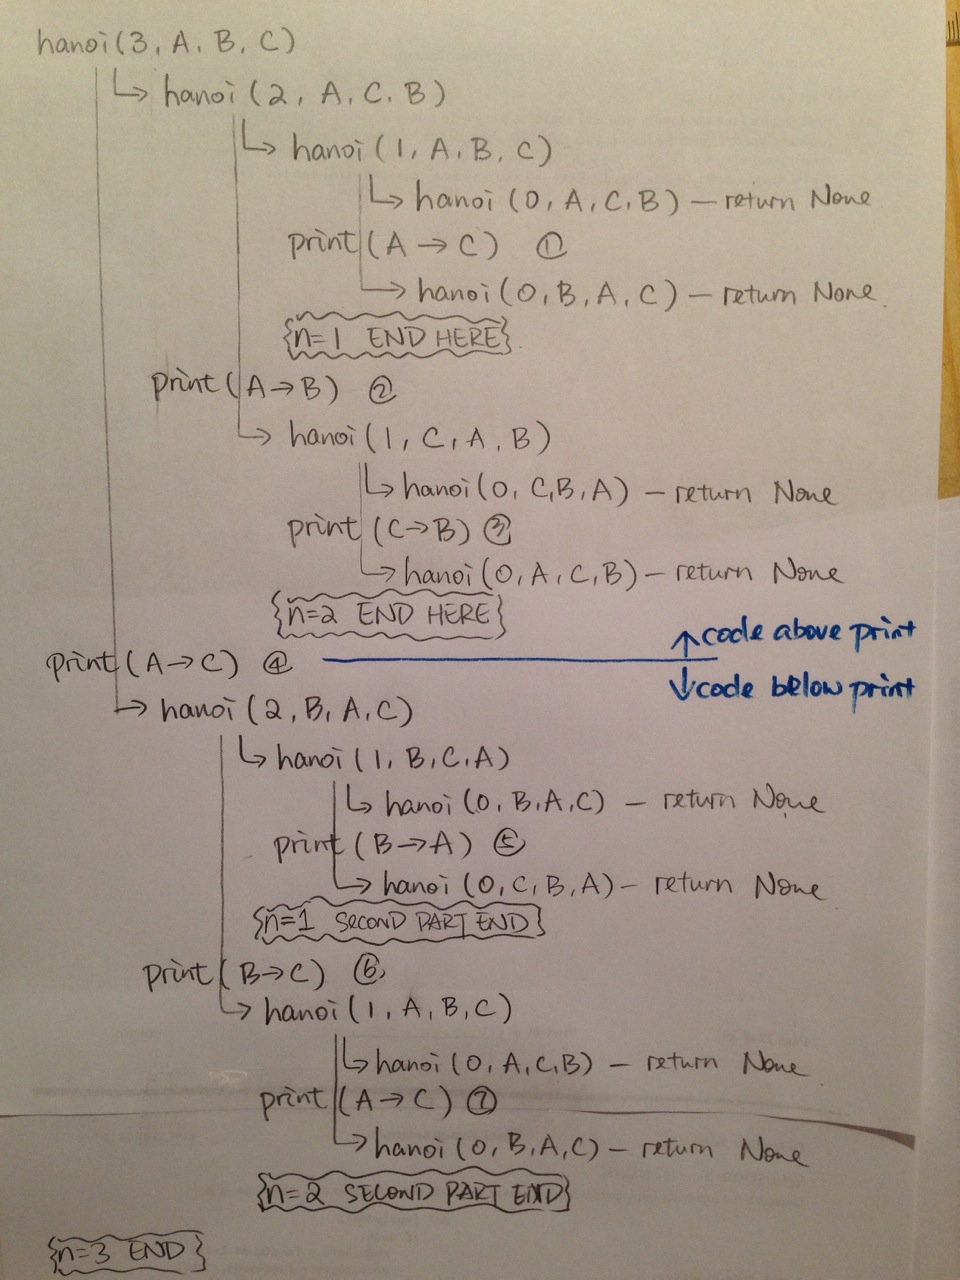 hanoi(3, A, B, C)
hanoi (2, A, C, B)
hanoi (1, A, B, C)
hanoi (0, A, C, B) — return None
print (A → C) ①
hanoi (0, B, A, C) — return None
n=1 END HERE
print (A → B) ②
hanoi (1, C, A, B)
hanoi (0, C, B, A) — return None
print (C → B) ③
hanoi (0, A, C, B) — return None
n=2 END HERE
↑ code above print
print (A → C) ④
↓ code below print
hanoi (2, B, A, C)
hanoi (1, B, C, A)
hanoi (0, B, A, C) — return None
print (B → A) ⑤
hanoi (0, C, B, A) — return None
n=1 SECOND PART END
print (B → C) ⑥
hanoi (1, A, B, C)
hanoi (0, A, C, B) — return None
print (A → C) ⑦
hanoi (0, B, A, C) — return None
n=2 SECOND PART END
n=3 END